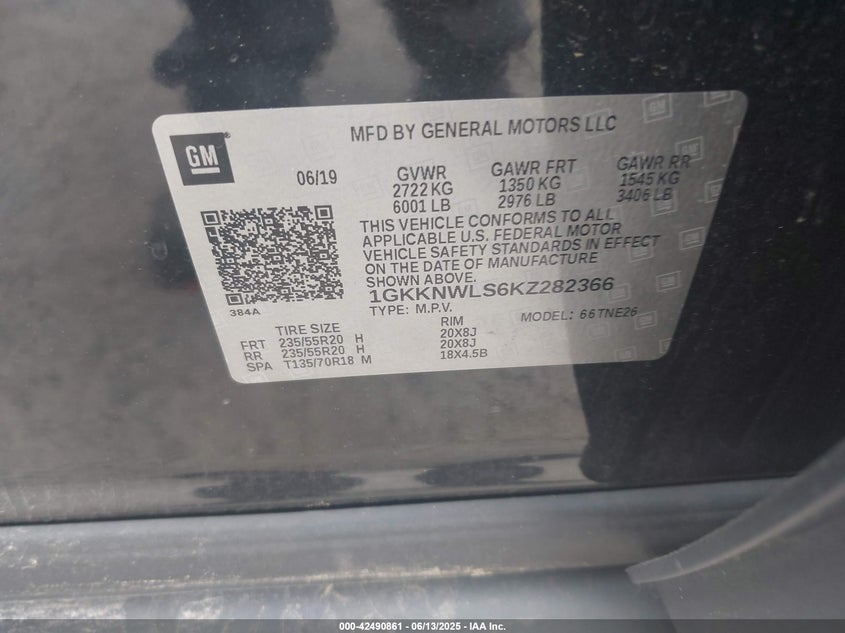 GM®
MFD BY GENERAL MOTORS LLC
06/19
GVWR
2722 KG
6001 LB
GAWR FRT
1350 KG
2976 LB
GAWR RR
1545 KG
3406 LB
THIS VEHICLE CONFORMS TO ALL
APPLICABLE U.S. FEDERAL MOTOR
VEHICLE SAFETY STANDARDS IN EFFECT
ON THE DATE OF MANUFACTURE
SHOWN ABOVE.
1GKKNWLS6KZ282366
TYPE: M.P.V.
MODEL: 66TNE26
384A
TIRE SIZE RIM
FRT 235/55R20 H 20X8J
RR 235/55R20 H 20X8J
SPA T135/70R18 M 18X4.5B
000-42490861 - 06/13/2025 - IAA Inc.